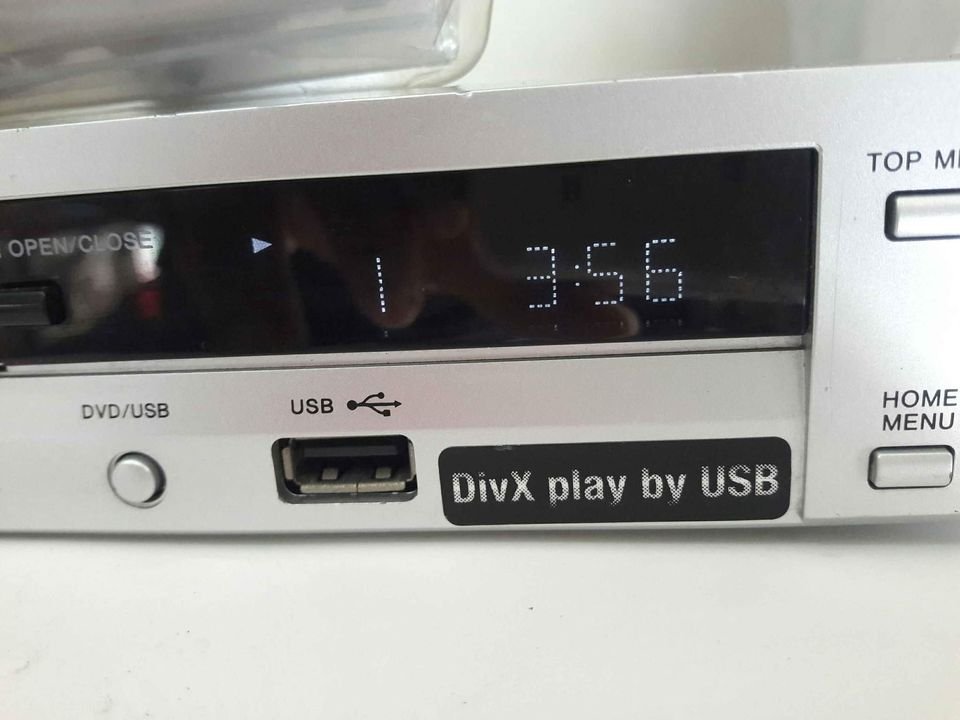 TOP
OPEN/CLOSE
1 3:56
DVD/USB
USB
HOME
MENU
DivX play by USB